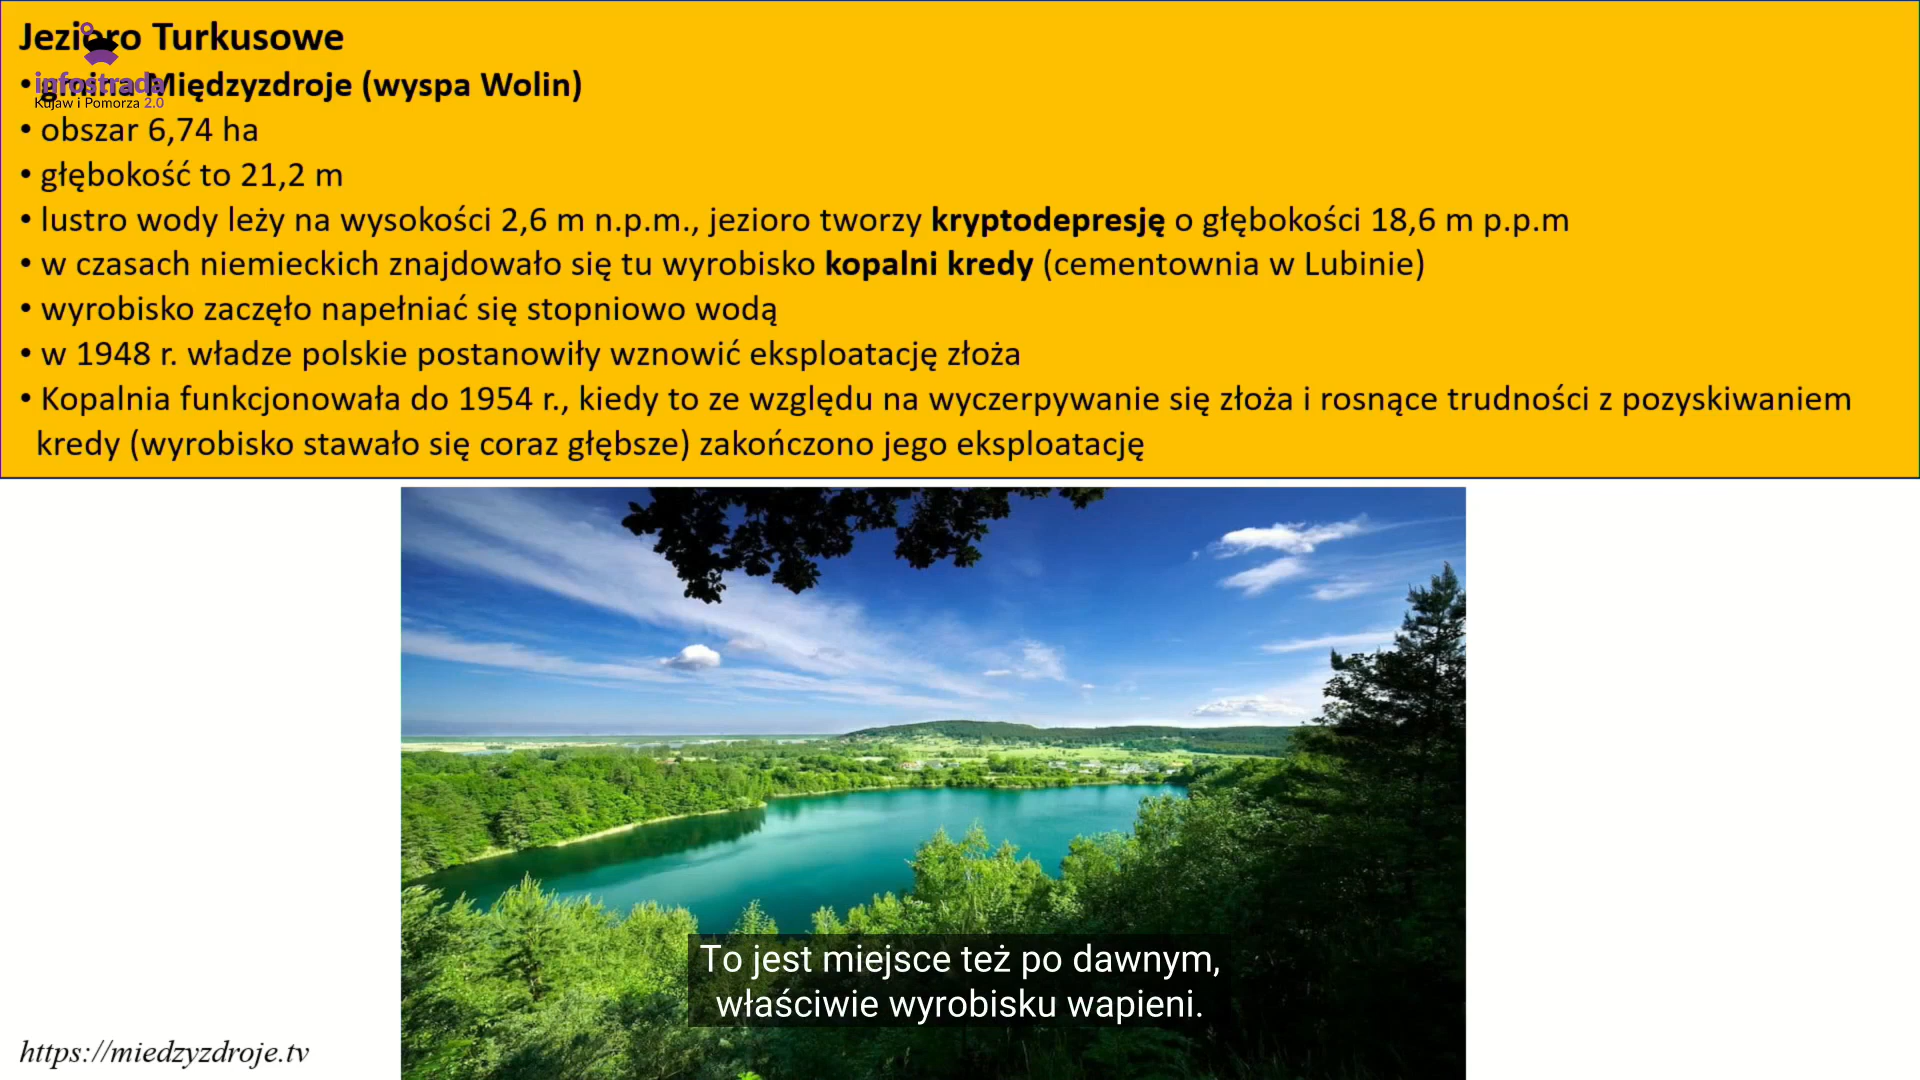 Jezioro Turkusowe
• gmina Międzyzdroje (wyspa Wolin)
infostrada
Kujaw i Pomorza 2.0
• obszar 6,74 ha
• głębokość to 21,2 m
• lustro wody leży na wysokości 2,6 m n.p.m., jezioro tworzy kryptodepresję o głębokości 18,6 m p.p.m
• w czasach niemieckich znajdowało się tu wyrobisko kopalni kredy (cementownia w Lubinie)
• wyrobisko zaczęło napełniać się stopniowo wodą
• w 1948 r. władze polskie postanowiły wznowić eksploatację złoża
• Kopalnia funkcjonowała do 1954 r., kiedy to ze względu na wyczerpywanie się złoża i rosnące trudności z pozyskiwaniem
kredy (wyrobisko stawało się coraz głębsze) zakończono jego eksploatację
To jest miejsce też po dawnym,
właściwie wyrobisku wapieni.
https://miedzyzdroje.tv